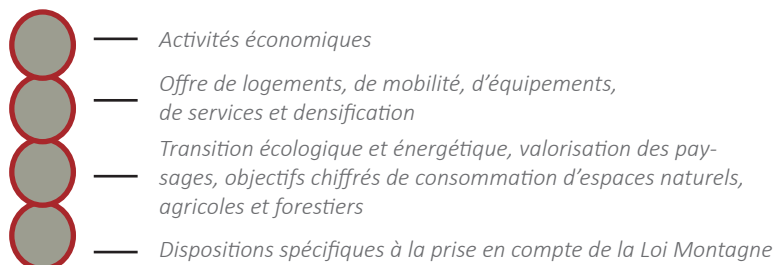 Activités économiques
Offre de logements, de mobilité, d’équipements,
de services et densification
Transition écologique et énergétique, valorisation des pay-
sages, objectifs chiffrés de consommation d’espaces naturels,
agricoles et forestiers
Dispositions spécifiques à la prise en compte de la Loi Montagne